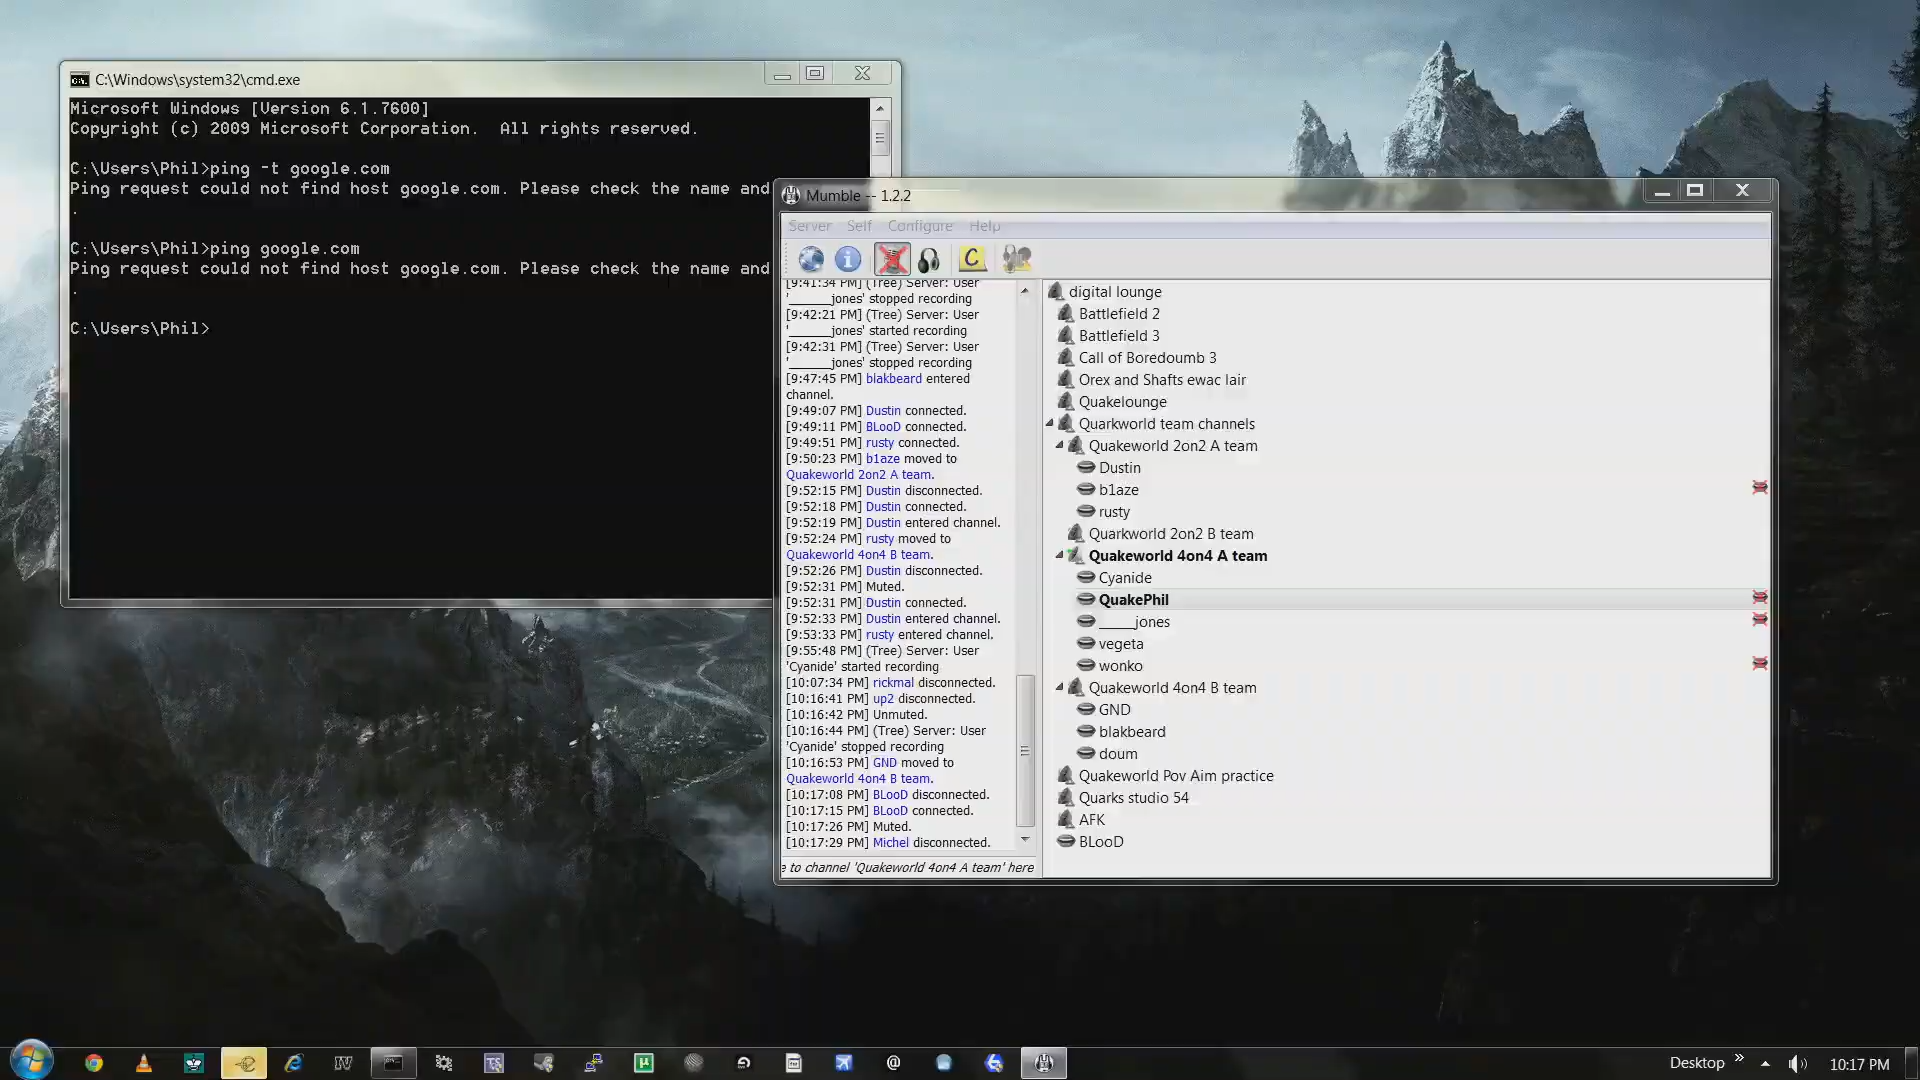 C:\Windows\system32\cmd.exe
Microsoft Windows [Version 6.1.7600]
Copyright (c) 2009 Microsoft Corporation.  All rights reserved.
C:\Users\Phil>ping -t google.com
Ping request could not find host google.com. Please check the name and
.
C:\Users\Phil>ping google.com
Ping request could not find host google.com. Please check the name and
.
C:\Users\Phil>
Mumble -- 1.2.2
Server Self Configure Help
[9:41:34 PM] (Tree) Server: User
'______jones' stopped recording
[9:42:21 PM] (Tree) Server: User
'______jones' started recording
[9:42:31 PM] (Tree) Server: User
'______jones' stopped recording
[9:47:45 PM] blakbeard entered
channel.
[9:49:07 PM] Dustin connected.
[9:49:11 PM] BLooD connected.
[9:49:51 PM] rusty connected.
[9:50:23 PM] b1aze moved to
Quakeworld 2on2 A team.
[9:52:15 PM] Dustin disconnected.
[9:52:18 PM] Dustin connected.
[9:52:19 PM] Dustin entered channel.
[9:52:24 PM] rusty moved to
Quakeworld 4on4 B team.
[9:52:26 PM] Dustin disconnected.
[9:52:31 PM] Muted.
[9:52:31 PM] Dustin connected.
[9:52:33 PM] Dustin entered channel.
[9:53:33 PM] rusty entered channel.
[9:55:48 PM] (Tree) Server: User
'Cyanide' started recording
[10:07:34 PM] rickmal disconnected.
[10:16:41 PM] up2 disconnected.
[10:16:42 PM] Unmuted.
[10:16:44 PM] (Tree) Server: User
'Cyanide' stopped recording
[10:16:53 PM] GND moved to
Quakeworld 4on4 B team.
[10:17:08 PM] BLooD disconnected.
[10:17:15 PM] BLooD connected.
[10:17:26 PM] Muted.
[10:17:29 PM] Michel disconnected.
e to channel 'Quakeworld 4on4 A team' here
digital lounge
Battlefield 2
Battlefield 3
Call of Boredoumb 3
Orex and Shafts ewac lair
Quakelounge
Quarkworld team channels
Quakeworld 2on2 A team
Dustin
b1aze
rusty
Quarkworld 2on2 B team
Quakeworld 4on4 A team
Cyanide
QuakePhil
_____jones
vegeta
wonko
Quakeworld 4on4 B team
GND
blakbeard
doum
Quakeworld Pov Aim practice
Quarks studio 54
AFK
BLooD
Desktop
10:17 PM